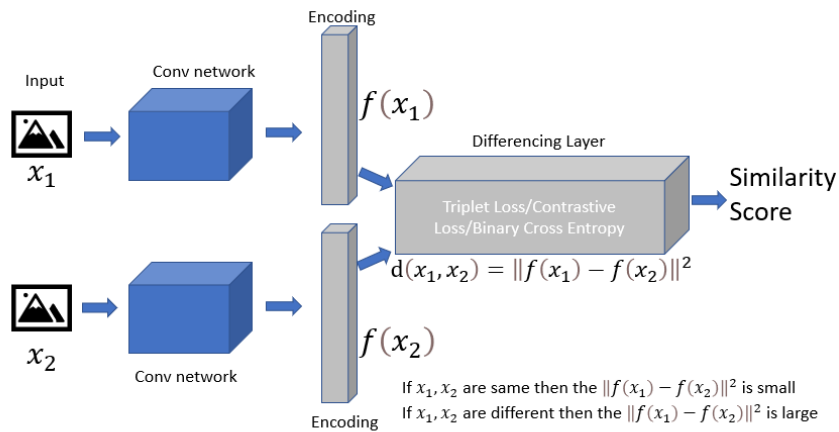 Encoding
Conv network
Input
f(x₁)
x₁
Differencing Layer
Triplet Loss/Contrastive
Loss/Binary Cross Entropy
Similarity
Score
d(x₁, x₂) = ‖f(x₁) − f(x₂)‖²
x₂
f(x₂)
Conv network
Encoding
If x₁, x₂ are same then the ‖f(x₁) − f(x₂)‖² is small
If x₁, x₂ are different then the ‖f(x₁) − f(x₂)‖² is large